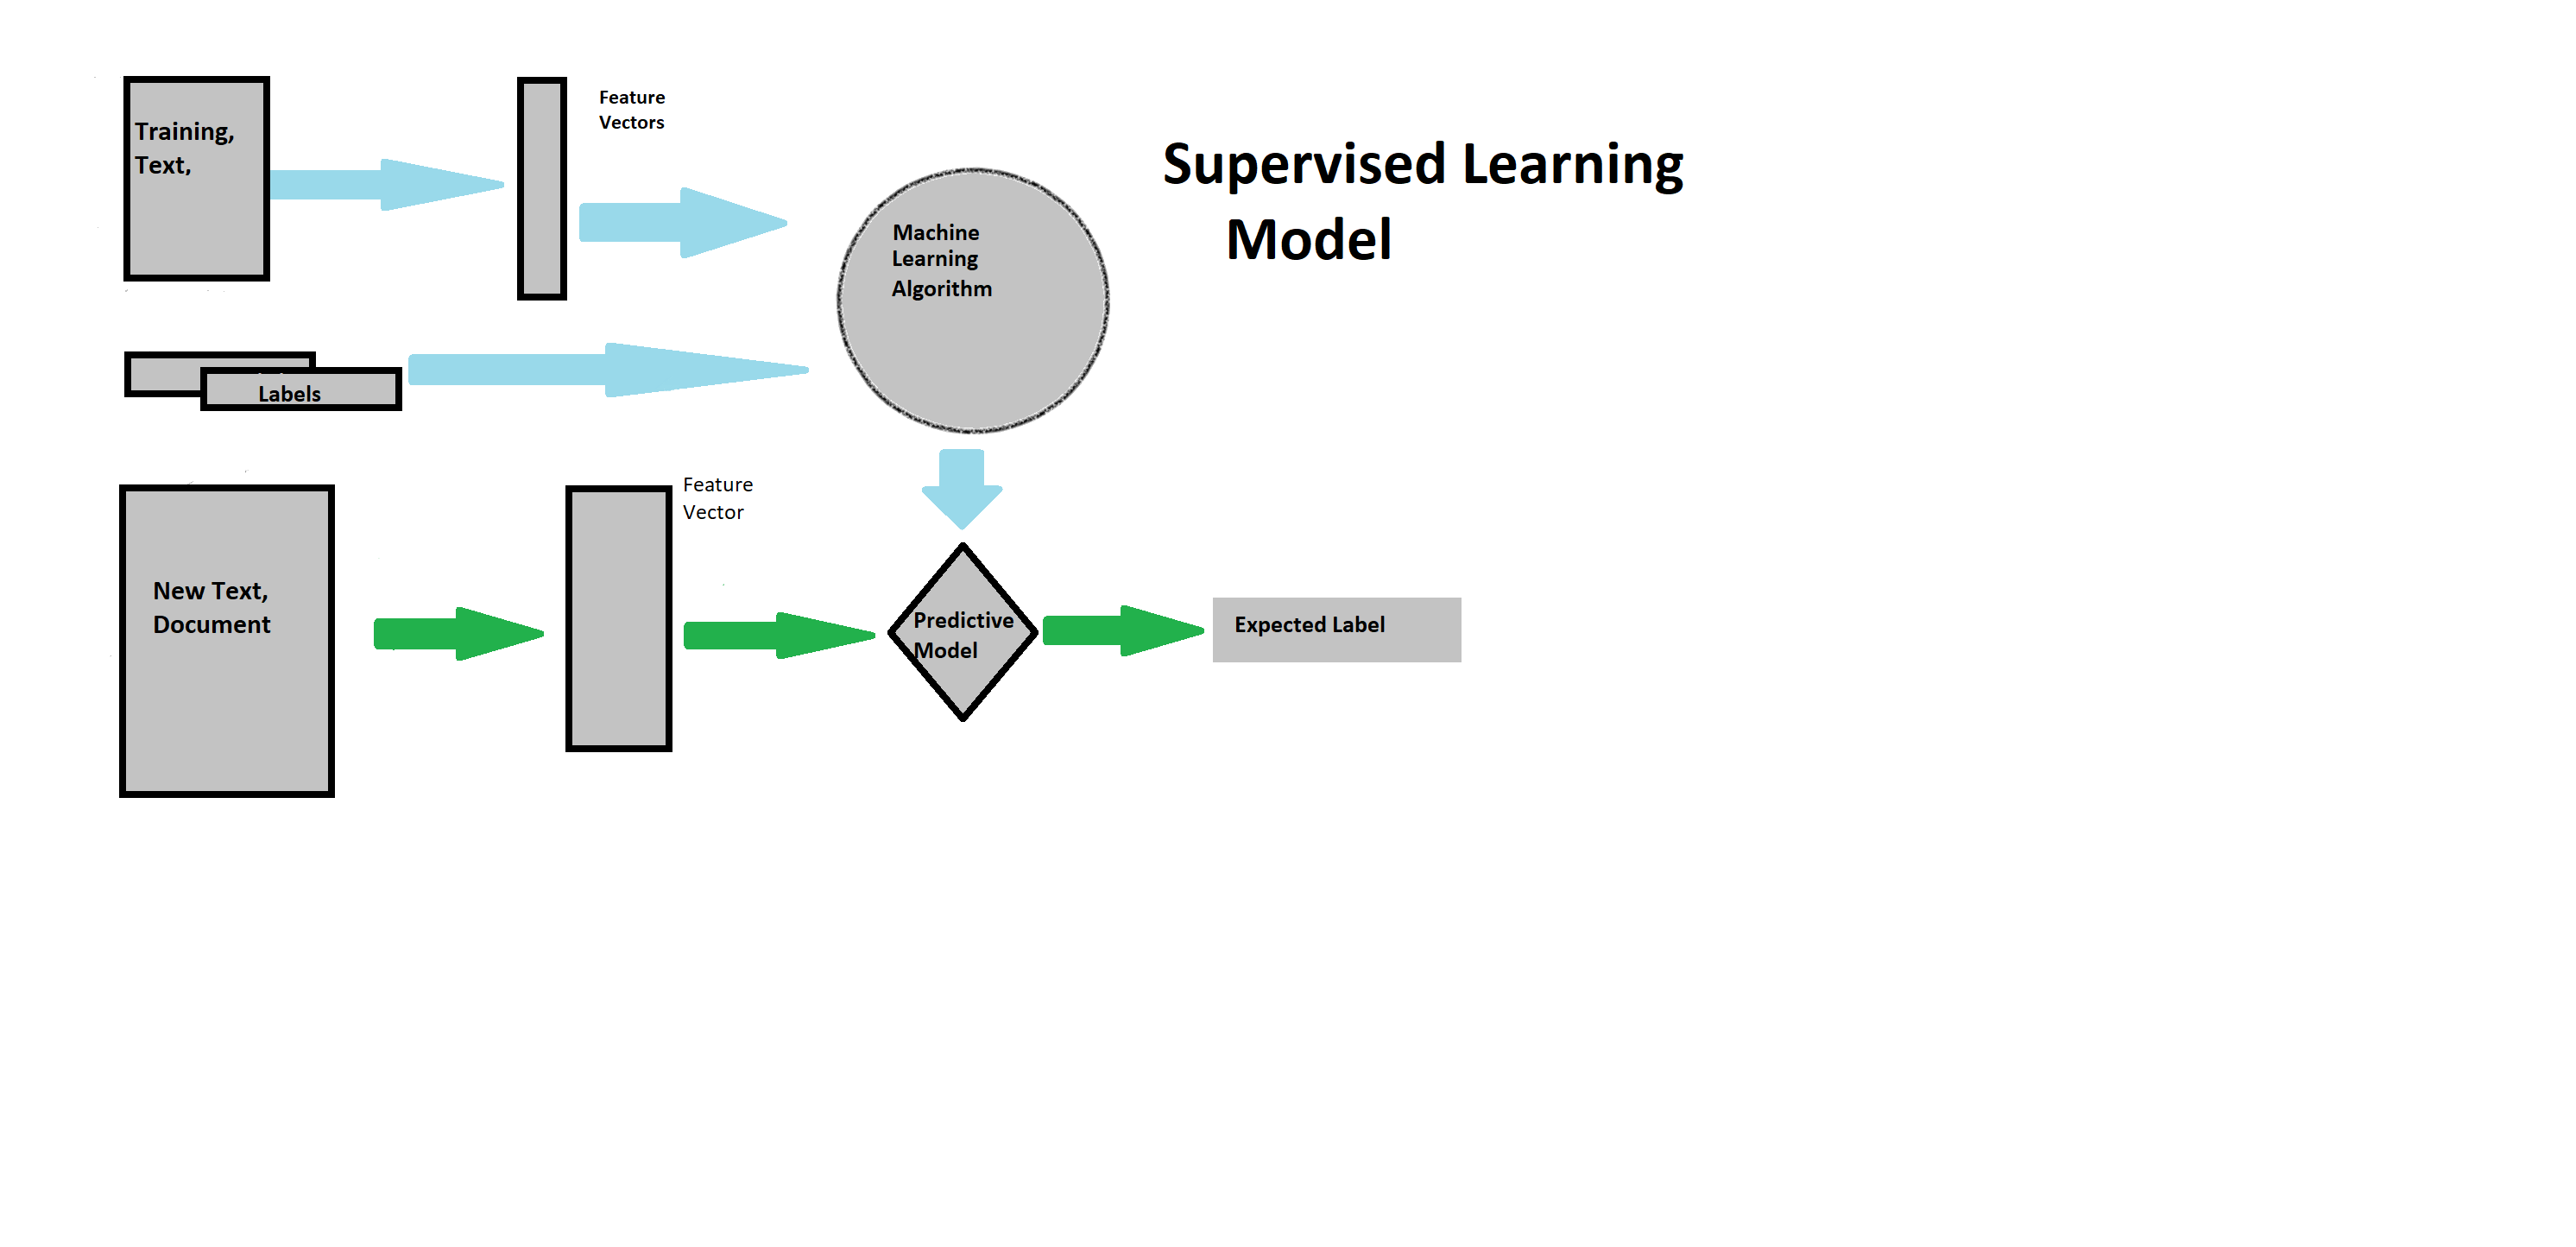 Training,
Text,
Feature
Vectors
Supervised Learning
Model
Machine
Learning
Algorithm
Labels
Feature
Vector
New Text,
Document
Predictive
Model
Expected Label